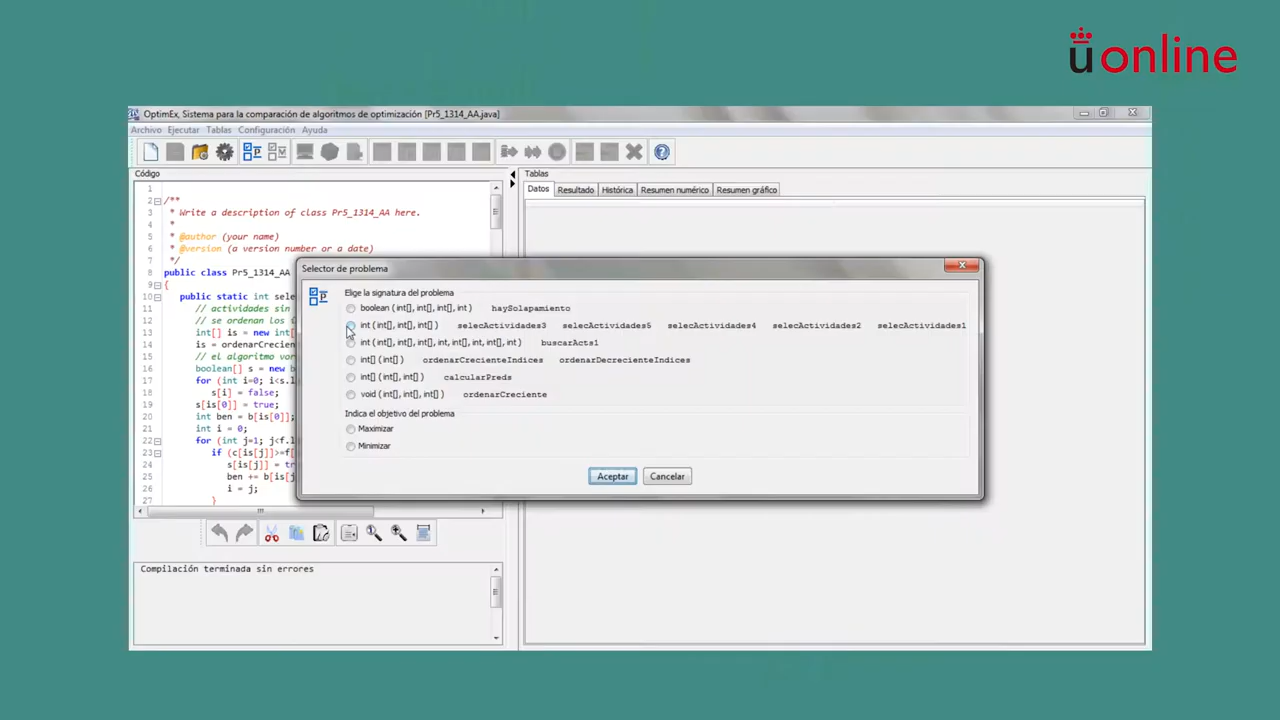 uonline
OptimEx, Sistema para la comparación de algoritmos de optimización [Pr5_1314_AA.java]
Archivo Ejecutar Tablas Configuración Ayuda
Código
Tablas
Datos Resultado Histórica Resumen numérico Resumen gráfico
1
2 /**
3 * Write a description of class Pr5_1314_AA here.
4 *
5 * @author (your name)
6 * @version (a version number or a date)
7 */
8 public class Pr5_1314_AA
9 {
10 public static int sele
11 // actividades sin
12 // se ordenan los ú
13 int[] is = new int[
14 is = ordenarCrecien
15 // el algoritmo vor
16 boolean[] s = new b
17 for (int i=0; i<s.l
18 s[i] = false;
19 s[is[0]] = true;
20 int ben = b[is[0]];
21 int i = 0;
22 for (int j=1; j<f.l
23 if (c[is[j]]>=f[
24 s[is[j]] = tr
25 ben += b[is[j
26 i = j;
27 }
Selector de problema
Elige la signatura del problema
boolean (int[], int[], int[], int) haySolapamiento
int (int[], int[], int[]) selecActividades3 selecActividades5 selecActividades4 selecActividades2 selecActividades1
int (int[], int[], int[], int, int[], int, int[], int) buscarActs1
int[] (int[]) ordenarCrecienteIndices ordenarDecrecienteIndices
int[] (int[], int[]) calcularPreds
void (int[], int[], int[]) ordenarCreciente
Indica el objetivo del problema
Maximizar
Minimizar
Aceptar Cancelar
Compilación terminada sin errores